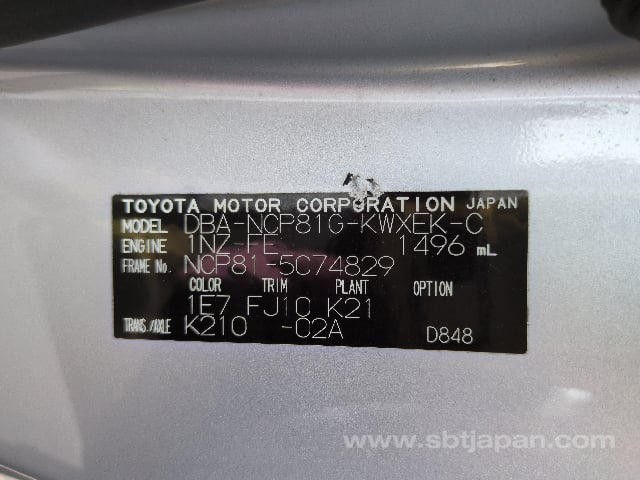 TOYOTA MOTOR CORPORATION JAPAN
MODEL DBA-NCP81G-KWXEK-C
ENGINE 1NZ-FE 1496 mL
FRAME No. NCP81-5C74829
COLOR TRIM PLANT OPTION
1E7 FJ10 K21
TRANS./AXLE K210 -02A D848
www.sbtjapan.com